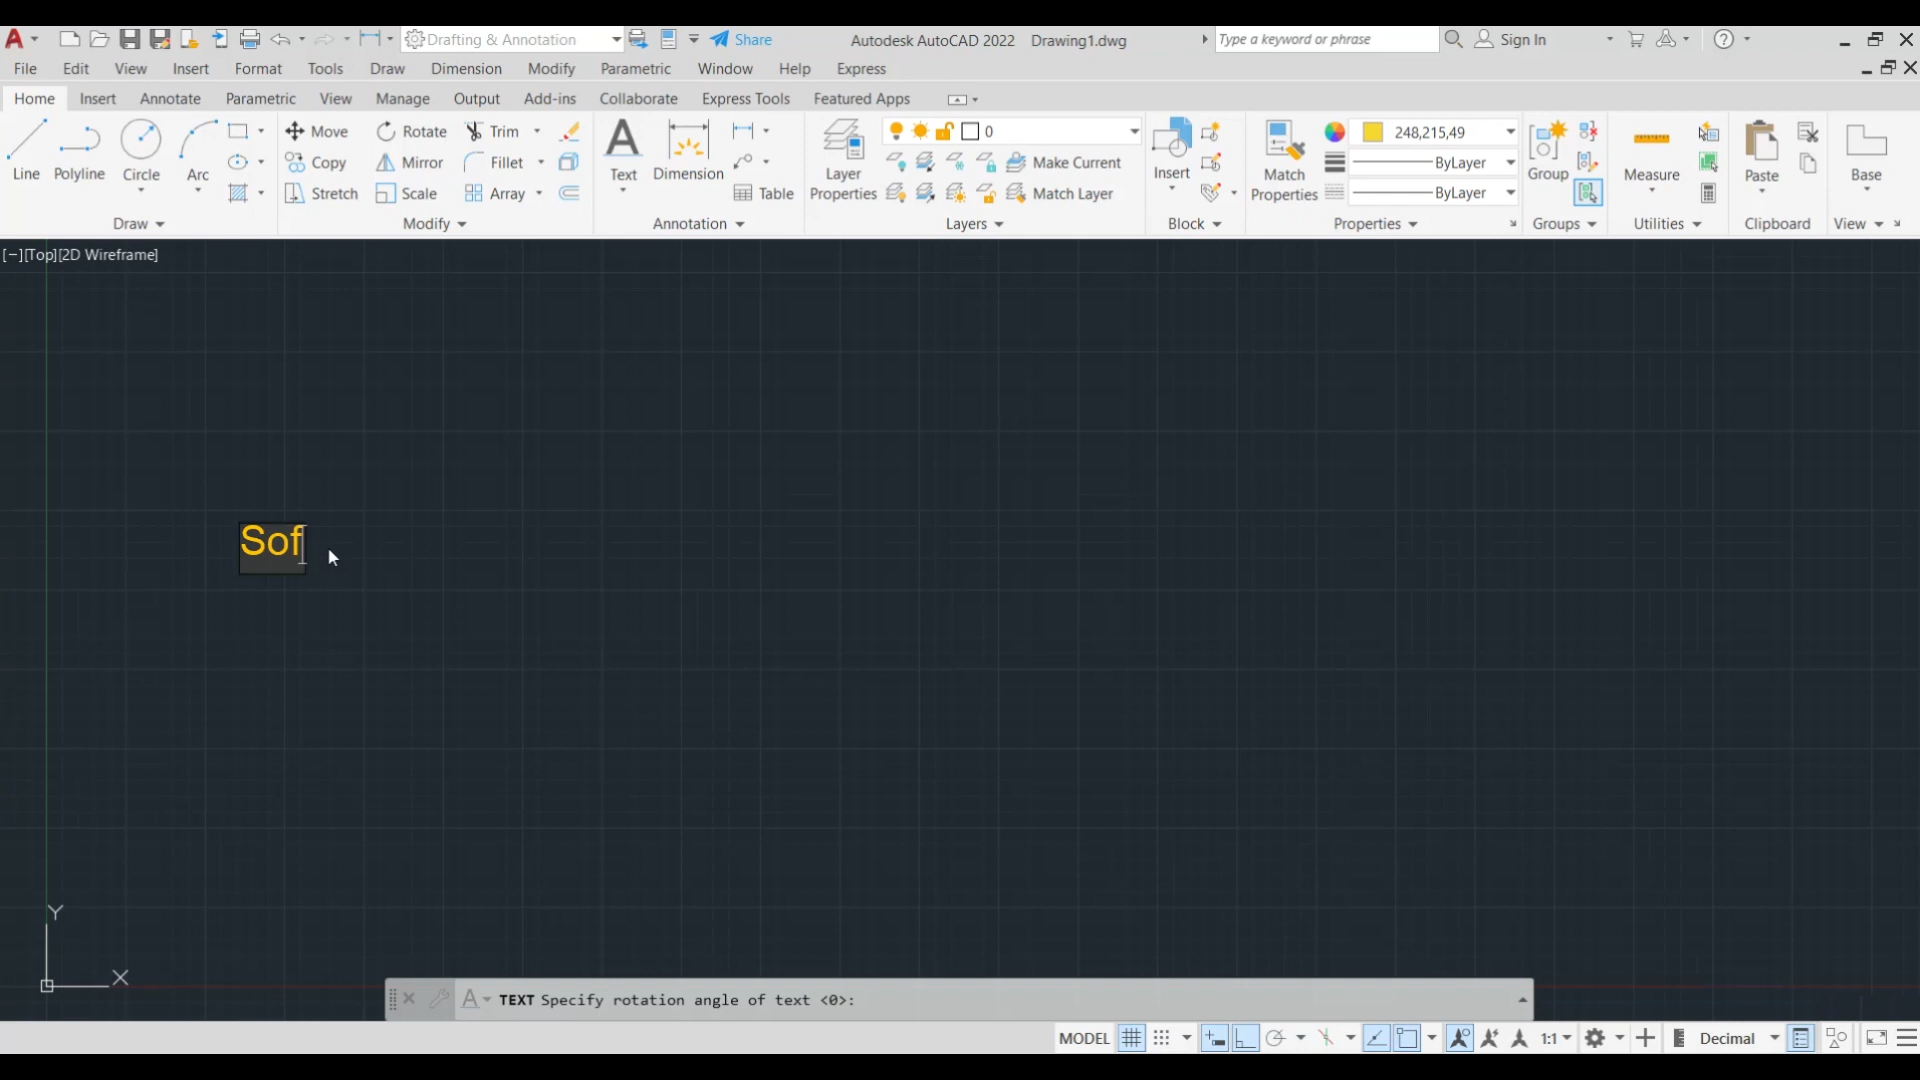 Drafting & Annotation Share Autodesk AutoCAD 2022 Drawing1.dwg Type a keyword or phrase Sign In
File Edit View Insert Format Tools Draw Dimension Modify Parametric Window Help Express
Home Insert Annotate Parametric View Manage Output Add-ins Collaborate Express Tools Featured Apps
Line Polyline Circle Arc
Draw
Move Rotate Trim
Copy Mirror Fillet
Stretch Scale Array
Modify
Text Dimension Table
Annotation
Layer Properties
0
Make Current
Match Layer
Layers
Insert
Block
Match Properties
248,215,49
ByLayer
ByLayer
Properties
Group
Groups
Measure
Utilities
Paste
Clipboard
Base
View
[−][Top][2D Wireframe]
Sof
Y
X
TEXT Specify rotation angle of text <0>:
MODEL 1:1 Decimal